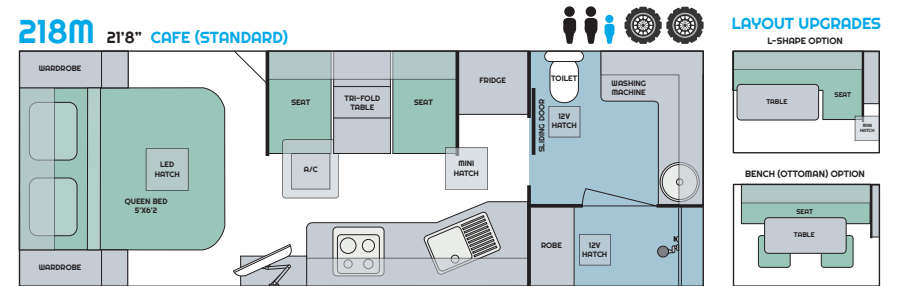 218M 21'8" CAFE (STANDARD)
LAYOUT UPGRADES
L-SHAPE OPTION
WARDROBE
SEAT
TRI-FOLD
TABLE
SEAT
FRIDGE
TOILET
WASHING
MACHINE
SLIDING DOOR
12V
HATCH
LED
HATCH
A/C
MINI
HATCH
QUEEN BED
5'X6'2
WARDROBE
ROBE
12V
HATCH
TABLE
SEAT
MINI
HATCH
BENCH (OTTOMAN) OPTION
SEAT
TABLE